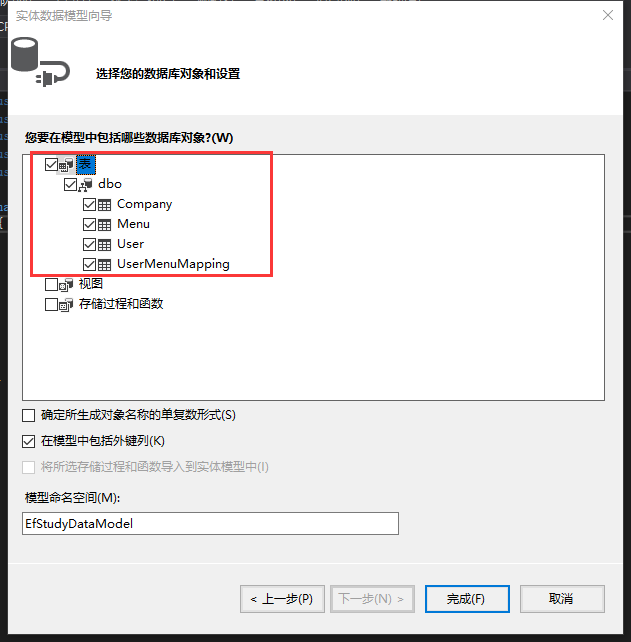 实体数据模型向导
选择您的数据库对象和设置
您要在模型中包括哪些数据库对象?(W)
表
dbo
Company
Menu
User
UserMenuMapping
视图
存储过程和函数
确定所生成对象名称的单复数形式(S)
在模型中包括外键列(K)
将所选存储过程和函数导入到实体模型中(I)
模型命名空间(M):
EfStudyDataModel
< 上一步(P) 下一步(N) > 完成(F) 取消